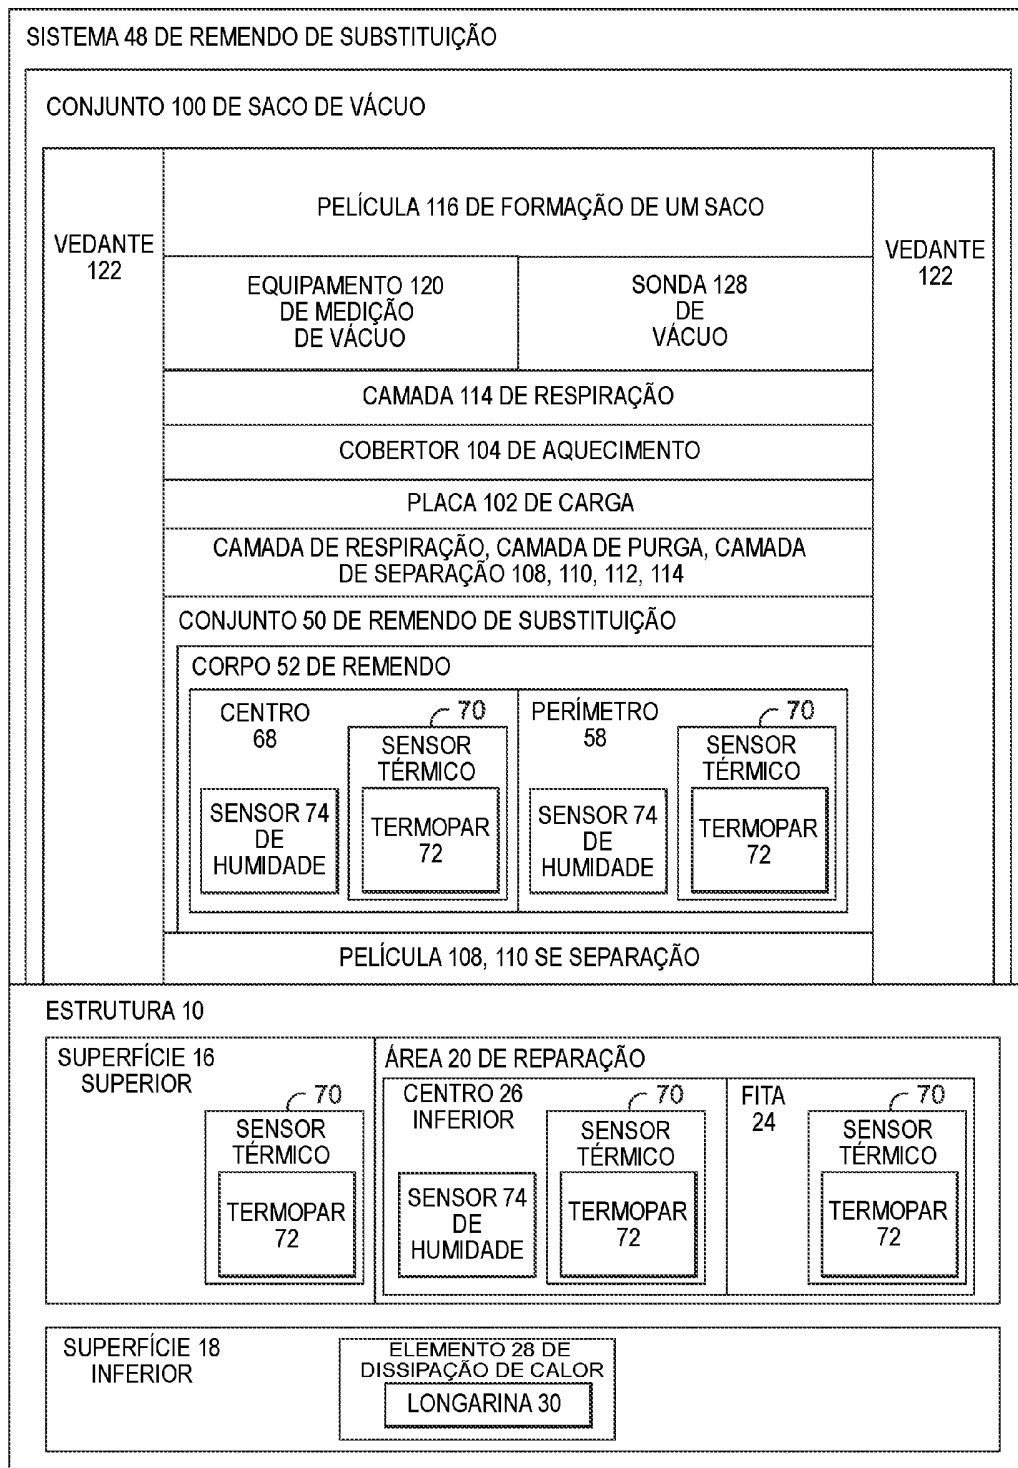 SISTEMA 48 DE REMENDO DE SUBSTITUIÇÃO
CONJUNTO 100 DE SACO DE VÁCUO
VEDANTE
122
PELÍCULA 116 DE FORMAÇÃO DE UM SACO
VEDANTE
122
EQUIPAMENTO 120
DE MEDIÇÃO
DE VÁCUO
SONDA 128
DE
VÁCUO
CAMADA 114 DE RESPIRAÇÃO
COBERTOR 104 DE AQUECIMENTO
PLACA 102 DE CARGA
CAMADA DE RESPIRAÇÃO, CAMADA DE PURGA, CAMADA
DE SEPARAÇÃO 108, 110, 112, 114
CONJUNTO 50 DE REMENDO DE SUBSTITUIÇÃO
CORPO 52 DE REMENDO
CENTRO
68
70
SENSOR
TÉRMICO
SENSOR 74
DE
HUMIDADE
TERMOPAR
72
PERÍMETRO
58
70
SENSOR
TÉRMICO
SENSOR 74
DE
HUMIDADE
TERMOPAR
72
PELÍCULA 108, 110 SE SEPARAÇÃO
ESTRUTURA 10
SUPERFÍCIE 16
SUPERIOR
70
SENSOR
TÉRMICO
TERMOPAR
72
ÁREA 20 DE REPARAÇÃO
CENTRO 26
INFERIOR
70
SENSOR
TÉRMICO
SENSOR 74
DE
HUMIDADE
TERMOPAR
72
FITA
24
70
SENSOR
TÉRMICO
TERMOPAR
72
SUPERFÍCIE 18
INFERIOR
ELEMENTO 28 DE
DISSIPAÇÃO DE CALOR
LONGARINA 30